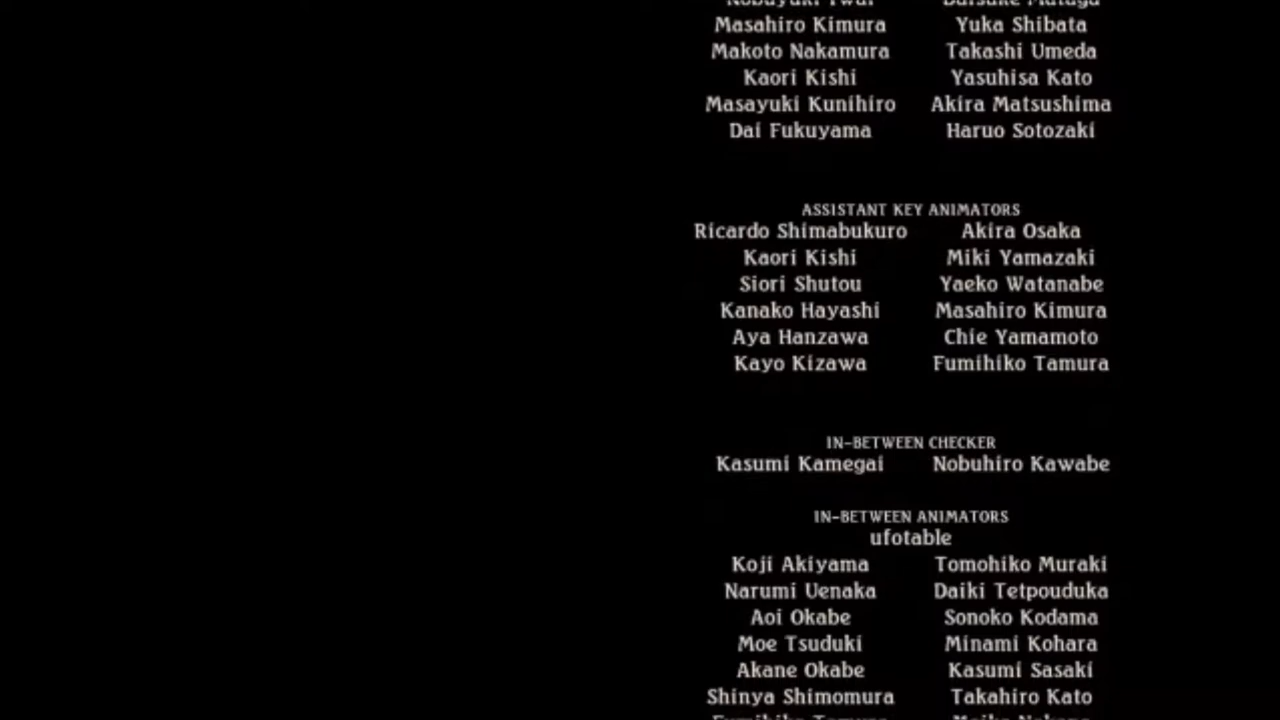 Masahiro Kimura Yuka Shibata
Makoto Nakamura Takashi Umeda
Kaori Kishi Yasuhisa Kato
Masayuki Kunihiro Akira Matsushima
Dai Fukuyama Haruo Sotozaki
ASSISTANT KEY ANIMATORS
Ricardo Shimabukuro Akira Osaka
Kaori Kishi Miki Yamazaki
Siori Shutou Yaeko Watanabe
Kanako Hayashi Masahiro Kimura
Aya Hanzawa Chie Yamamoto
Kayo Kizawa Fumihiko Tamura
IN-BETWEEN CHECKER
Kasumi Kamegai Nobuhiro Kawabe
IN-BETWEEN ANIMATORS
ufotable
Koji Akiyama Tomohiko Muraki
Narumi Uenaka Daiki Tetpouduka
Aoi Okabe Sonoko Kodama
Moe Tsuduki Minami Kohara
Akane Okabe Kasumi Sasaki
Shinya Shimomura Takahiro Kato